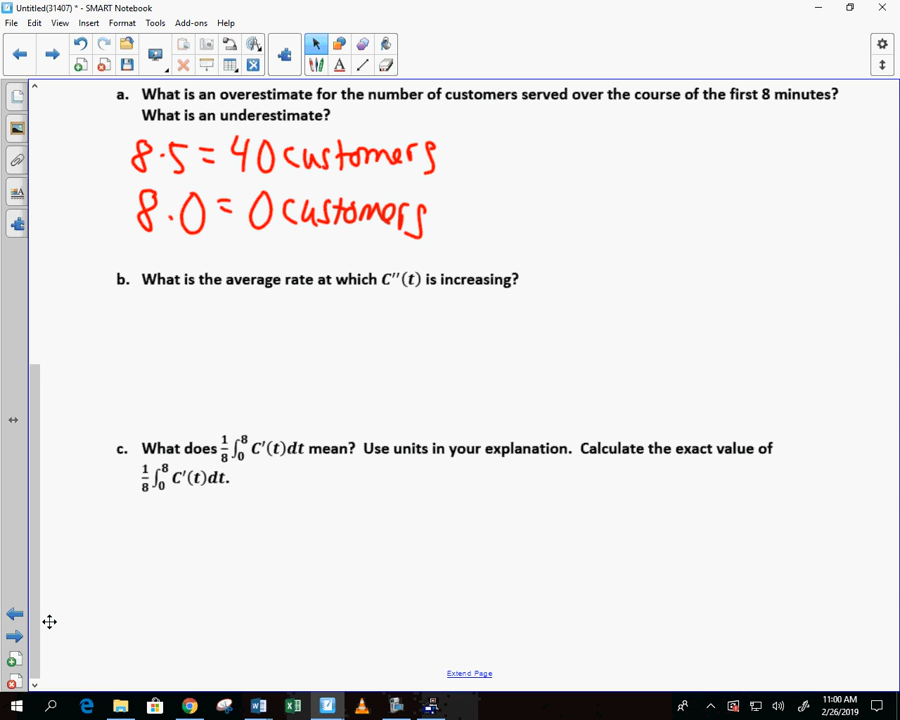 Untitled(31407) * - SMART Notebook
File Edit View Insert Format Tools Add-ons Help
a. What is an overestimate for the number of customers served over the course of the first 8 minutes?
What is an underestimate?
8·5 = 40 customers
8·0 = 0 customers
b. What is the average rate at which C′′(t) is increasing?
c. What does 1/8 ∫₀⁸ C′(t)dt mean? Use units in your explanation. Calculate the exact value of
1/8 ∫₀⁸ C′(t)dt.
Extend Page
11:00 AM
2/26/2019